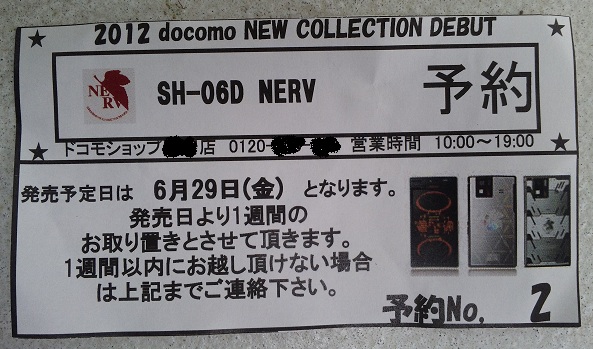 2012 docomo NEW COLLECTION DEBUT
NERV
SH-06D NERV 予約
ドコモショップ 店 0120- 営業時間 10:00～19:00
発売予定日は 6月29日(金) となります。
発売日より1週間の
お取り置きとさせて頂きます。
1週間以内にお越し頂けない場合
は上記までご連絡下さい。
予約No. 2